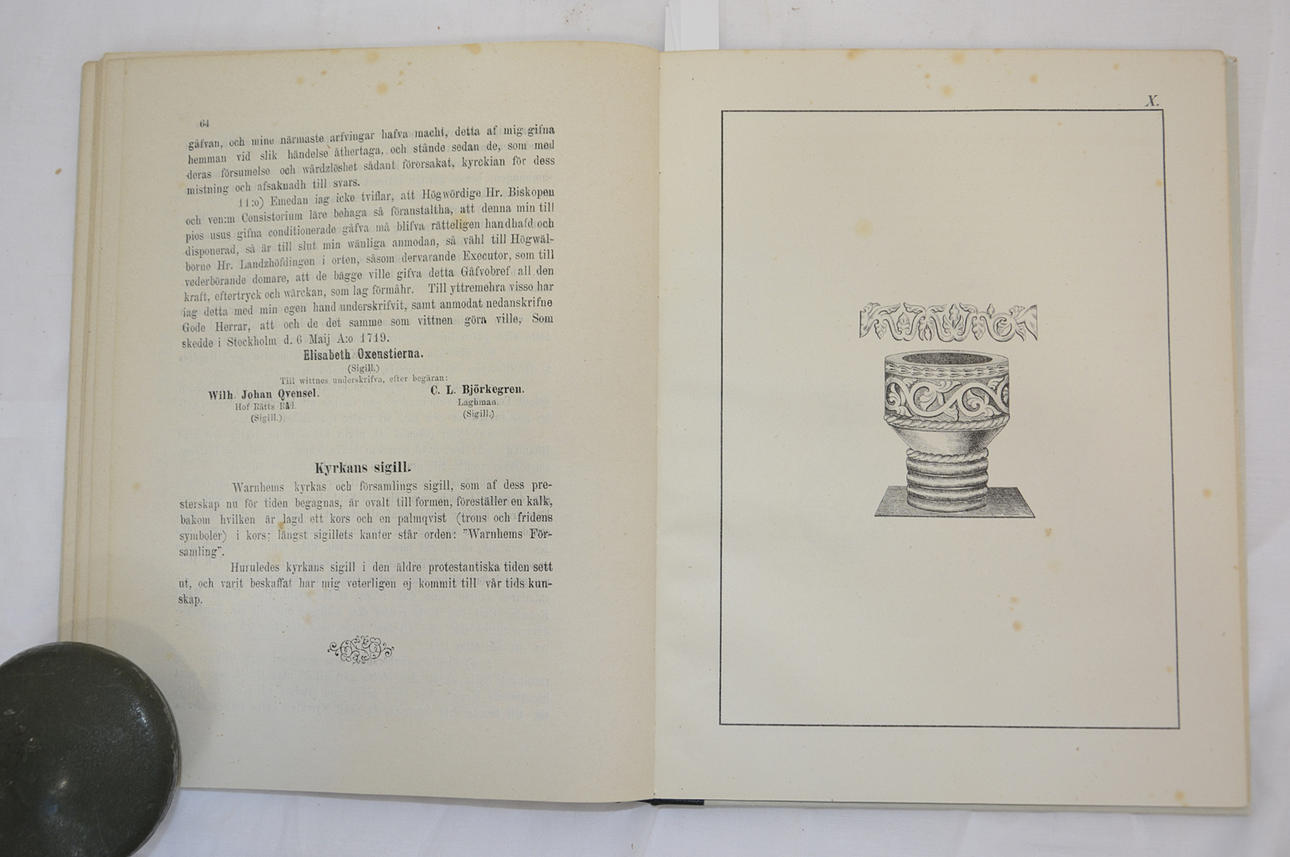 64
gåfvan, och mine närmaste arfvingar hafva macht, detta af mig gifna
hemman vid slik händelse åthertaga, och stånde sedan de, som med
deras försumelse och wårdzlöshet sådant förorsakat, kyrckian för dess
mistning och afsaknadh till svars.
11:o) Emedan iag icke tviflar, att Högwördige Hr. Biskopen
och ven:m Consistorium läre behaga så föranstaltha, att denna min till
pios usus gifna conditionerade gåfva må blifva rätteligen handhafd och
disponerad, så är till slut min wänliga anmodan, så vähl till Högwäl-
borne Hr. Landzhöfdingen i orten, såsom dervarande Executor, som till
vederbörande domare, att de bägge ville gifva detta Gåfvobref all den
kraft, eftertryck och wärckan, som lag förmåhr. Till yttremehra visso har
iag detta med min egen hand underskrifvit, samt anmodat nedanskrifne
Gode Herrar, att och de det samme som vittnen göra ville, Som
skedde i Stockholm d. 6 Maij A:o 1719.
Elisabeth Oxenstierna.
(Sigill.)
Till wittnes underskrifva, efter begäran:
Wilh. Johan Qvensel. C. L. Björkegren.
Hof Rätts Råd. Laghman.
(Sigill.) (Sigill.)
Kyrkans sigill.
Warnhems kyrkas och församlings sigill, som af dess pre-
sterskap nu för tiden begagnas, är ovalt till formen, föreställer en kalk,
bakom hvilken är lagd ett kors och en palmqvist (trons och fridens
symboler) i kors; längst sigillets kanter står orden: "Warnhems För-
samling".
Huruledes kyrkans sigill i den äldre protestantiska tiden sett
ut, och varit beskaffat har mig veterligen ej kommit till vår tids kun-
skap.
X.